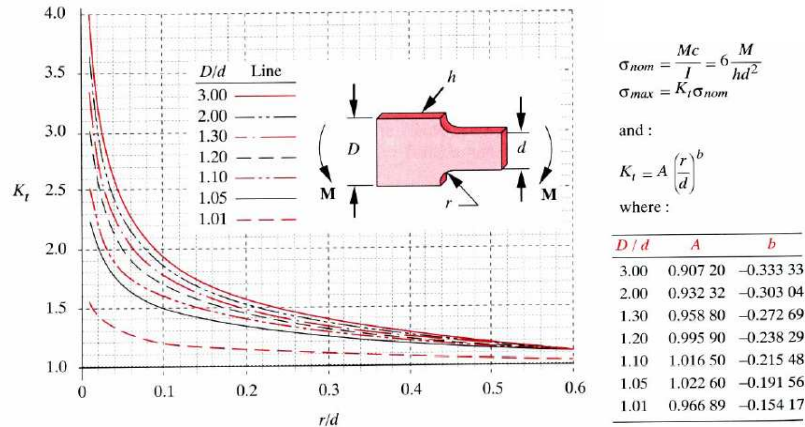 4.0
3.5
3.0
2.5
2.0
1.5
1.0
K_t
0
0.1
0.2
0.3
0.4
0.5
0.6
r/d
D/d Line
3.00
2.00
1.30
1.20
1.10
1.05
1.01
h
D
d
M
r
M
σ_nom = Mc/I = 6 M/hd²
σ_max = K_t σ_nom
and :
K_t = A (r/d)^b
where :
D / d A b
3.00 0.907 20 −0.333 33
2.00 0.932 32 −0.303 04
1.30 0.958 80 −0.272 69
1.20 0.995 90 −0.238 29
1.10 1.016 50 −0.215 48
1.05 1.022 60 −0.191 56
1.01 0.966 89 −0.154 17